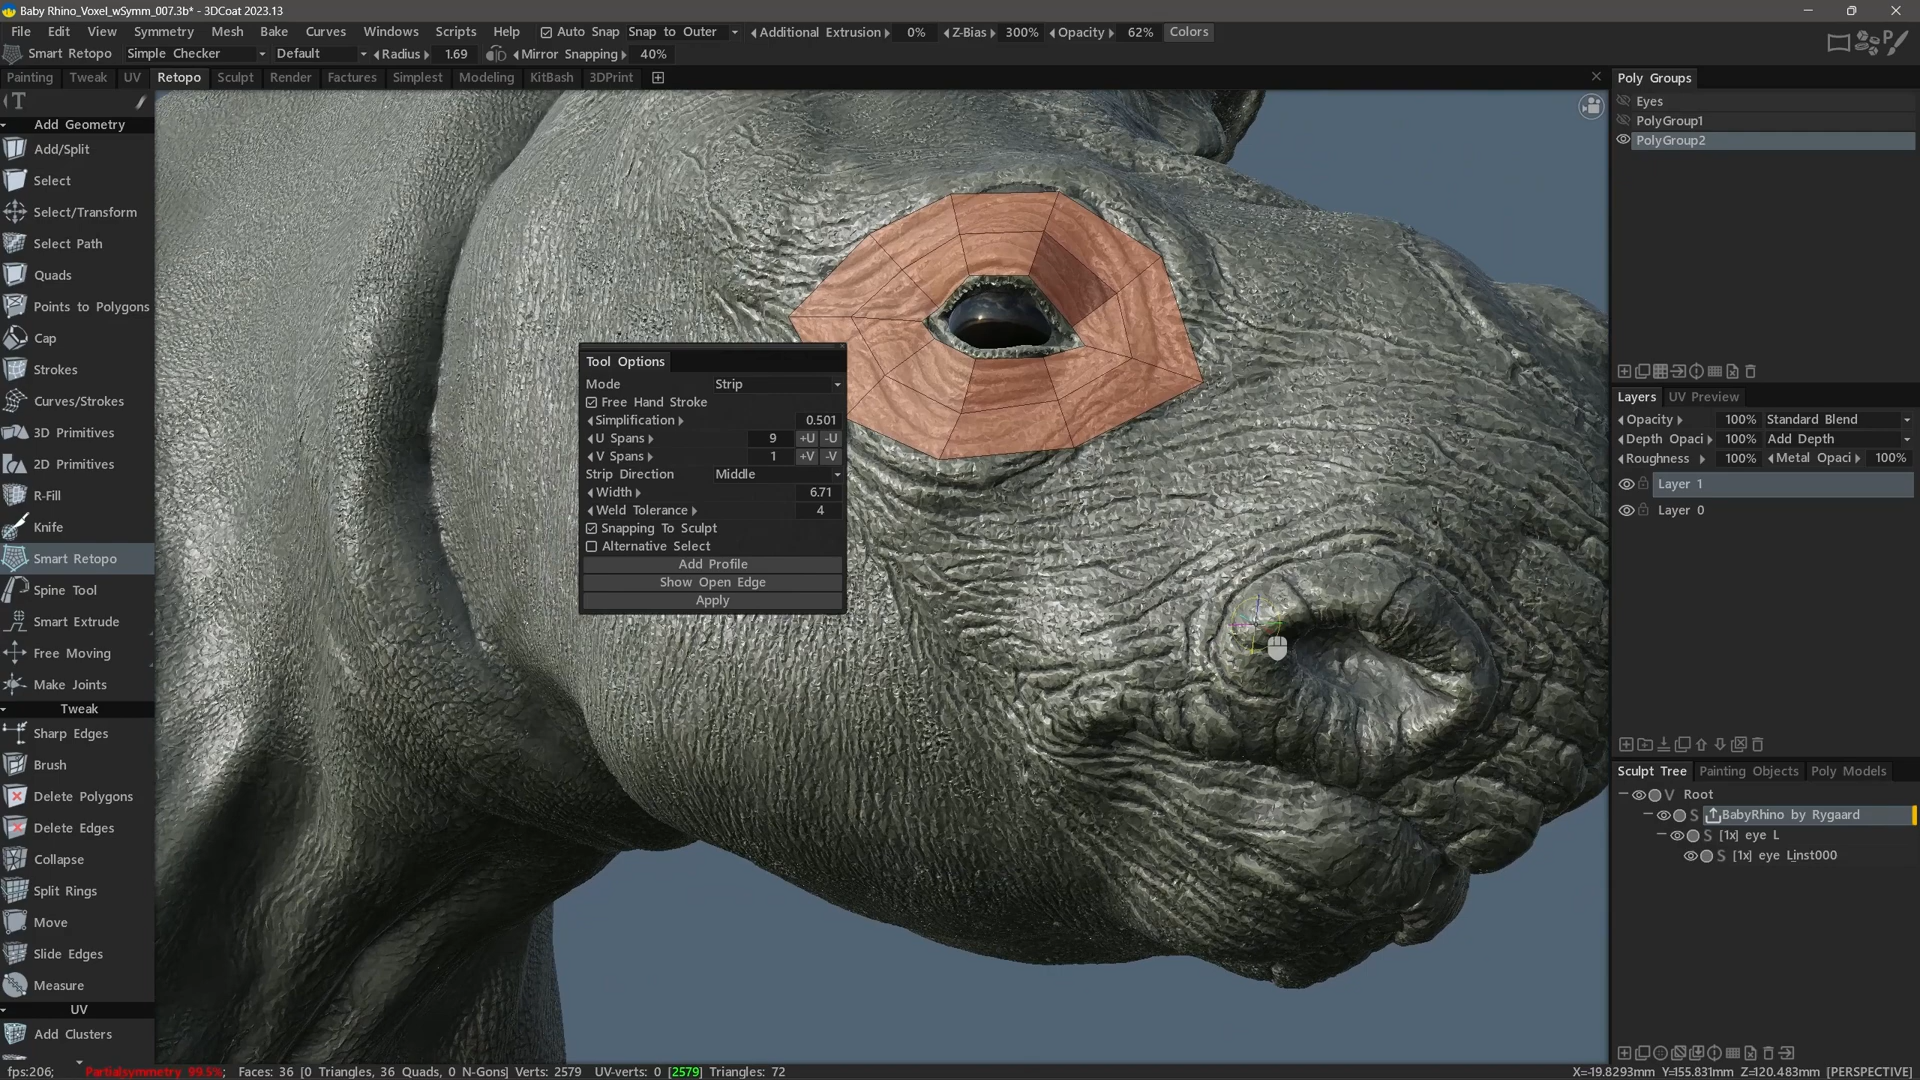 Baby Rhino_Voxel_wSymm_007.3b* - 3DCoat 2023.13
File Edit View Symmetry Mesh Bake Curves Windows Scripts Help Auto Snap Snap to Outer Additional Extrusion 0% Z-Bias 300% Opacity 62% Colors
Smart Retopo Simple Checker Default Radius 1.69 Mirror Snapping 40%
Painting Tweak UV Retopo Sculpt Render Factures Simplest Modeling KitBash 3DPrint
T
Add Geometry
Add/Split
Select
Select/Transform
Select Path
Quads
Points to Polygons
Cap
Strokes
Curves/Strokes
3D Primitives
2D Primitives
R-Fill
Knife
Smart Retopo
Spine Tool
Smart Extrude
Free Moving
Make Joints
Tweak
Sharp Edges
Brush
Delete Polygons
Delete Edges
Collapse
Split Rings
Move
Slide Edges
Measure
UV
Add Clusters
Tool Options
Mode Strip
Free Hand Stroke
Simplification 0.501
U Spans 9 +U -U
V Spans 1 +V -V
Strip Direction Middle
Width 6.71
Weld Tolerance 4
Snapping To Sculpt
Alternative Select
Add Profile
Show Open Edge
Apply
Poly Groups
Eyes
PolyGroup1
PolyGroup2
Layers UV Preview
Opacity 100% Standard Blend
Depth Opaci 100% Add Depth
Roughness 100% Metal Opaci 100%
Layer 1
Layer 0
Sculpt Tree Painting Objects Poly Models
V Root
S BabyRhino by Rygaard
S [1x] eye L
S [1x] eye Linst000
fps:206; Partialsymmetry 99.5%; Faces: 36 [0 Triangles, 36 Quads, 0 N-Gons] Verts: 2579 UV-verts: 0 [2579] Triangles: 72
X=-19.8293mm Y=155.831mm Z=120.483mm [PERSPECTIVE]